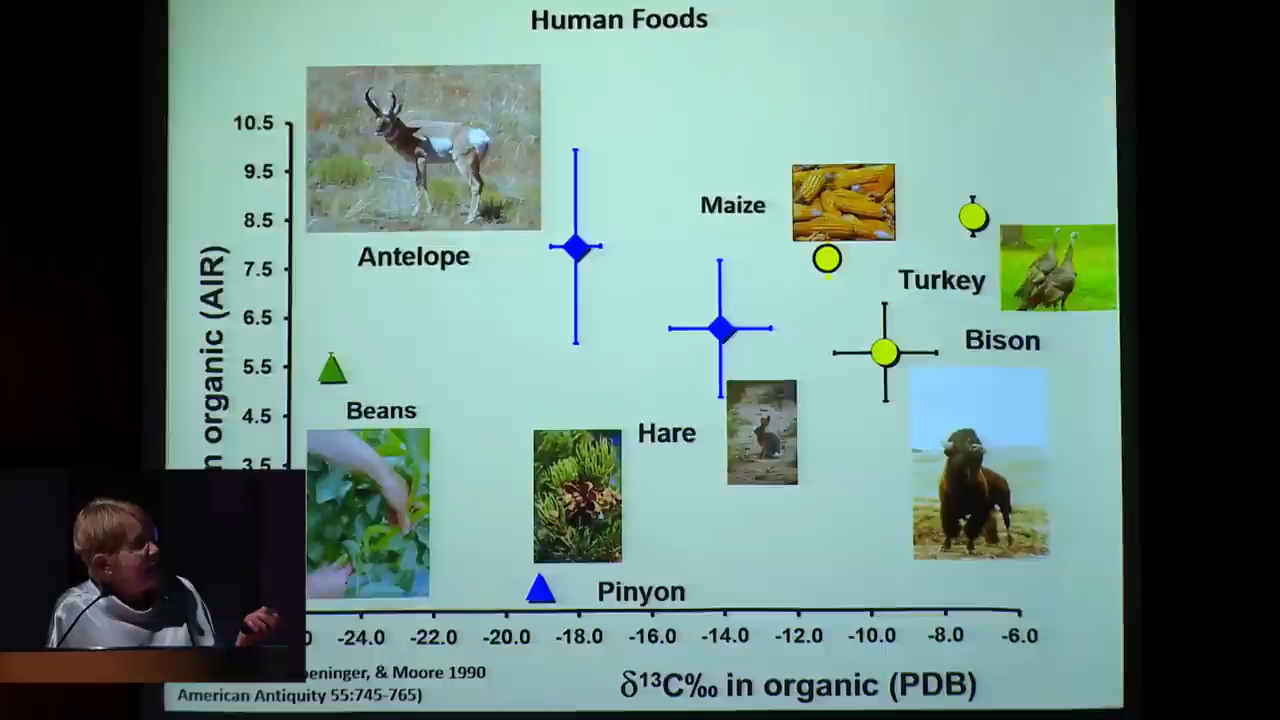 Human Foods
10.5
9.5
8.5
7.5
6.5
5.5
4.5
3.5
organic (AIR)
Antelope
Maize
Turkey
Bison
Beans
Hare
Pinyon
-24.0 -22.0 -20.0 -18.0 -16.0 -14.0 -12.0 -10.0 -8.0 -6.0
& Moore 1990
American Antiquity 55:745-765)
δ¹³C‰ in organic (PDB)